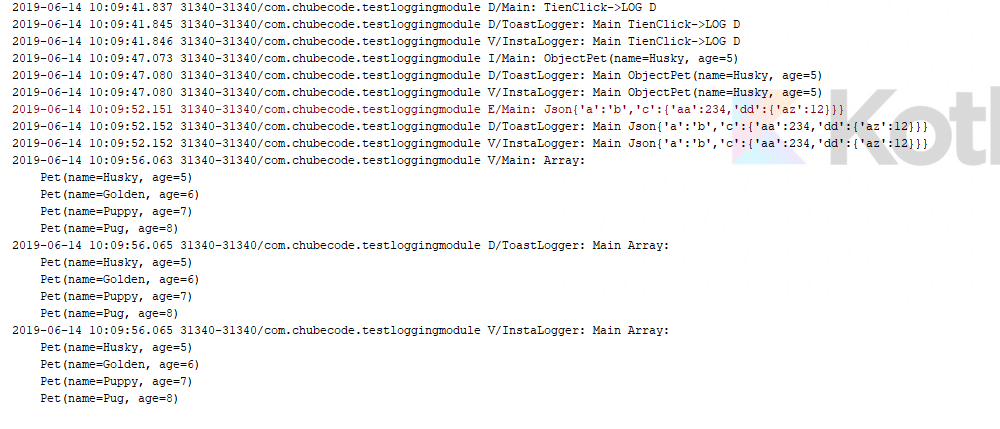 2019-06-14 10:09:41.837 31340-31340/com.chubecode.testloggingmodule D/Main: TienClick->LOG D
2019-06-14 10:09:41.845 31340-31340/com.chubecode.testloggingmodule D/ToastLogger: Main TienClick->LOG D
2019-06-14 10:09:41.846 31340-31340/com.chubecode.testloggingmodule V/InstaLogger: Main TienClick->LOG D
2019-06-14 10:09:47.073 31340-31340/com.chubecode.testloggingmodule I/Main: ObjectPet(name=Husky, age=5)
2019-06-14 10:09:47.080 31340-31340/com.chubecode.testloggingmodule D/ToastLogger: Main ObjectPet(name=Husky, age=5)
2019-06-14 10:09:47.080 31340-31340/com.chubecode.testloggingmodule V/InstaLogger: Main ObjectPet(name=Husky, age=5)
2019-06-14 10:09:52.151 31340-31340/com.chubecode.testloggingmodule E/Main: Json{'a':'b','c':{'aa':234,'dd':{'az':12}}}
2019-06-14 10:09:52.152 31340-31340/com.chubecode.testloggingmodule D/ToastLogger: Main Json{'a':'b','c':{'aa':234,'dd':{'az':12}}}
2019-06-14 10:09:52.152 31340-31340/com.chubecode.testloggingmodule V/InstaLogger: Main Json{'a':'b','c':{'aa':234,'dd':{'az':12}}}
2019-06-14 10:09:56.063 31340-31340/com.chubecode.testloggingmodule V/Main: Array:
Pet(name=Husky, age=5)
Pet(name=Golden, age=6)
Pet(name=Puppy, age=7)
Pet(name=Pug, age=8)
2019-06-14 10:09:56.065 31340-31340/com.chubecode.testloggingmodule D/ToastLogger: Main Array:
Pet(name=Husky, age=5)
Pet(name=Golden, age=6)
Pet(name=Puppy, age=7)
Pet(name=Pug, age=8)
2019-06-14 10:09:56.065 31340-31340/com.chubecode.testloggingmodule V/InstaLogger: Main Array:
Pet(name=Husky, age=5)
Pet(name=Golden, age=6)
Pet(name=Puppy, age=7)
Pet(name=Pug, age=8)
Kotl